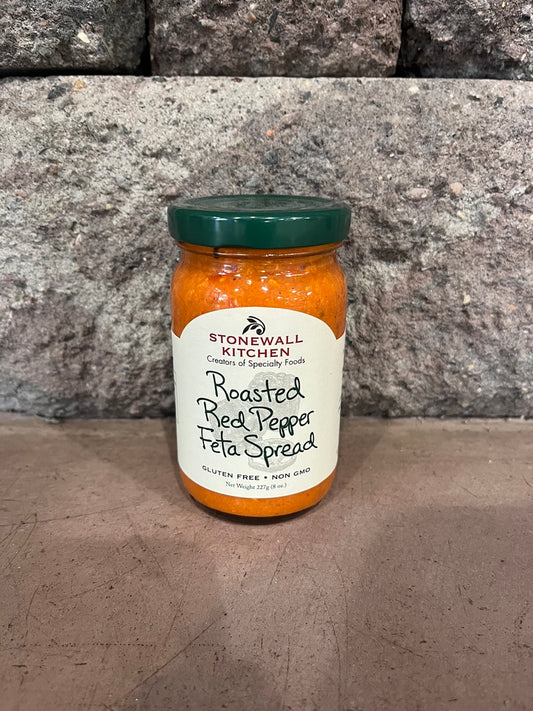 STONEWALL
KITCHEN
Creators of Specialty Foods
Roasted
Red Pepper
Feta Spread
GLUTEN FREE • NON GMO
Net Weight 227g (8 oz.)